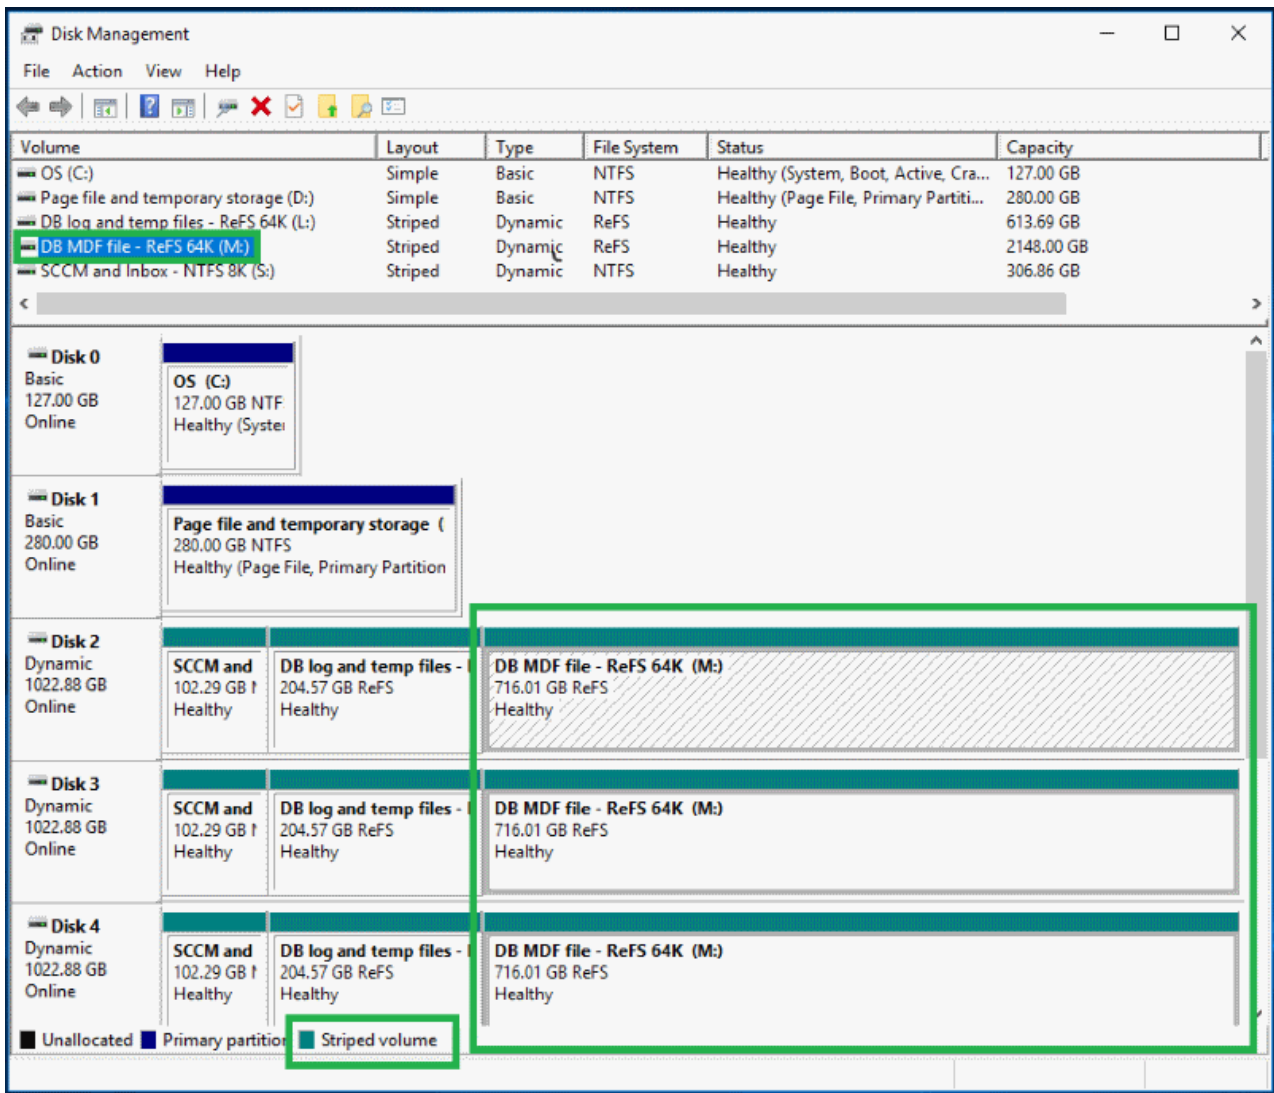 Disk Management
File Action View Help
Volume Layout Type File System Status Capacity
OS (C:) Simple Basic NTFS Healthy (System, Boot, Active, Cra... 127.00 GB
Page file and temporary storage (D:) Simple Basic NTFS Healthy (Page File, Primary Partiti... 280.00 GB
DB log and temp files - ReFS 64K (L:) Striped Dynamic ReFS Healthy 613.69 GB
DB MDF file - ReFS 64K (M:) Striped Dynamic ReFS Healthy 2148.00 GB
SCCM and Inbox - NTFS 8K (S:) Striped Dynamic NTFS Healthy 306.86 GB
Disk 0
Basic
127.00 GB
Online
OS (C:)
127.00 GB NTF
Healthy (Syster
Disk 1
Basic
280.00 GB
Online
Page file and temporary storage (
280.00 GB NTFS
Healthy (Page File, Primary Partition
Disk 2
Dynamic
1022.88 GB
Online
SCCM and
102.29 GB N
Healthy
DB log and temp files -
204.57 GB ReFS
Healthy
DB MDF file - ReFS 64K (M:)
716.01 GB ReFS
Healthy
Disk 3
Dynamic
1022.88 GB
Online
SCCM and
102.29 GB N
Healthy
DB log and temp files -
204.57 GB ReFS
Healthy
DB MDF file - ReFS 64K (M:)
716.01 GB ReFS
Healthy
Disk 4
Dynamic
1022.88 GB
Online
SCCM and
102.29 GB N
Healthy
DB log and temp files -
204.57 GB ReFS
Healthy
DB MDF file - ReFS 64K (M:)
716.01 GB ReFS
Healthy
Unallocated Primary partition Striped volume